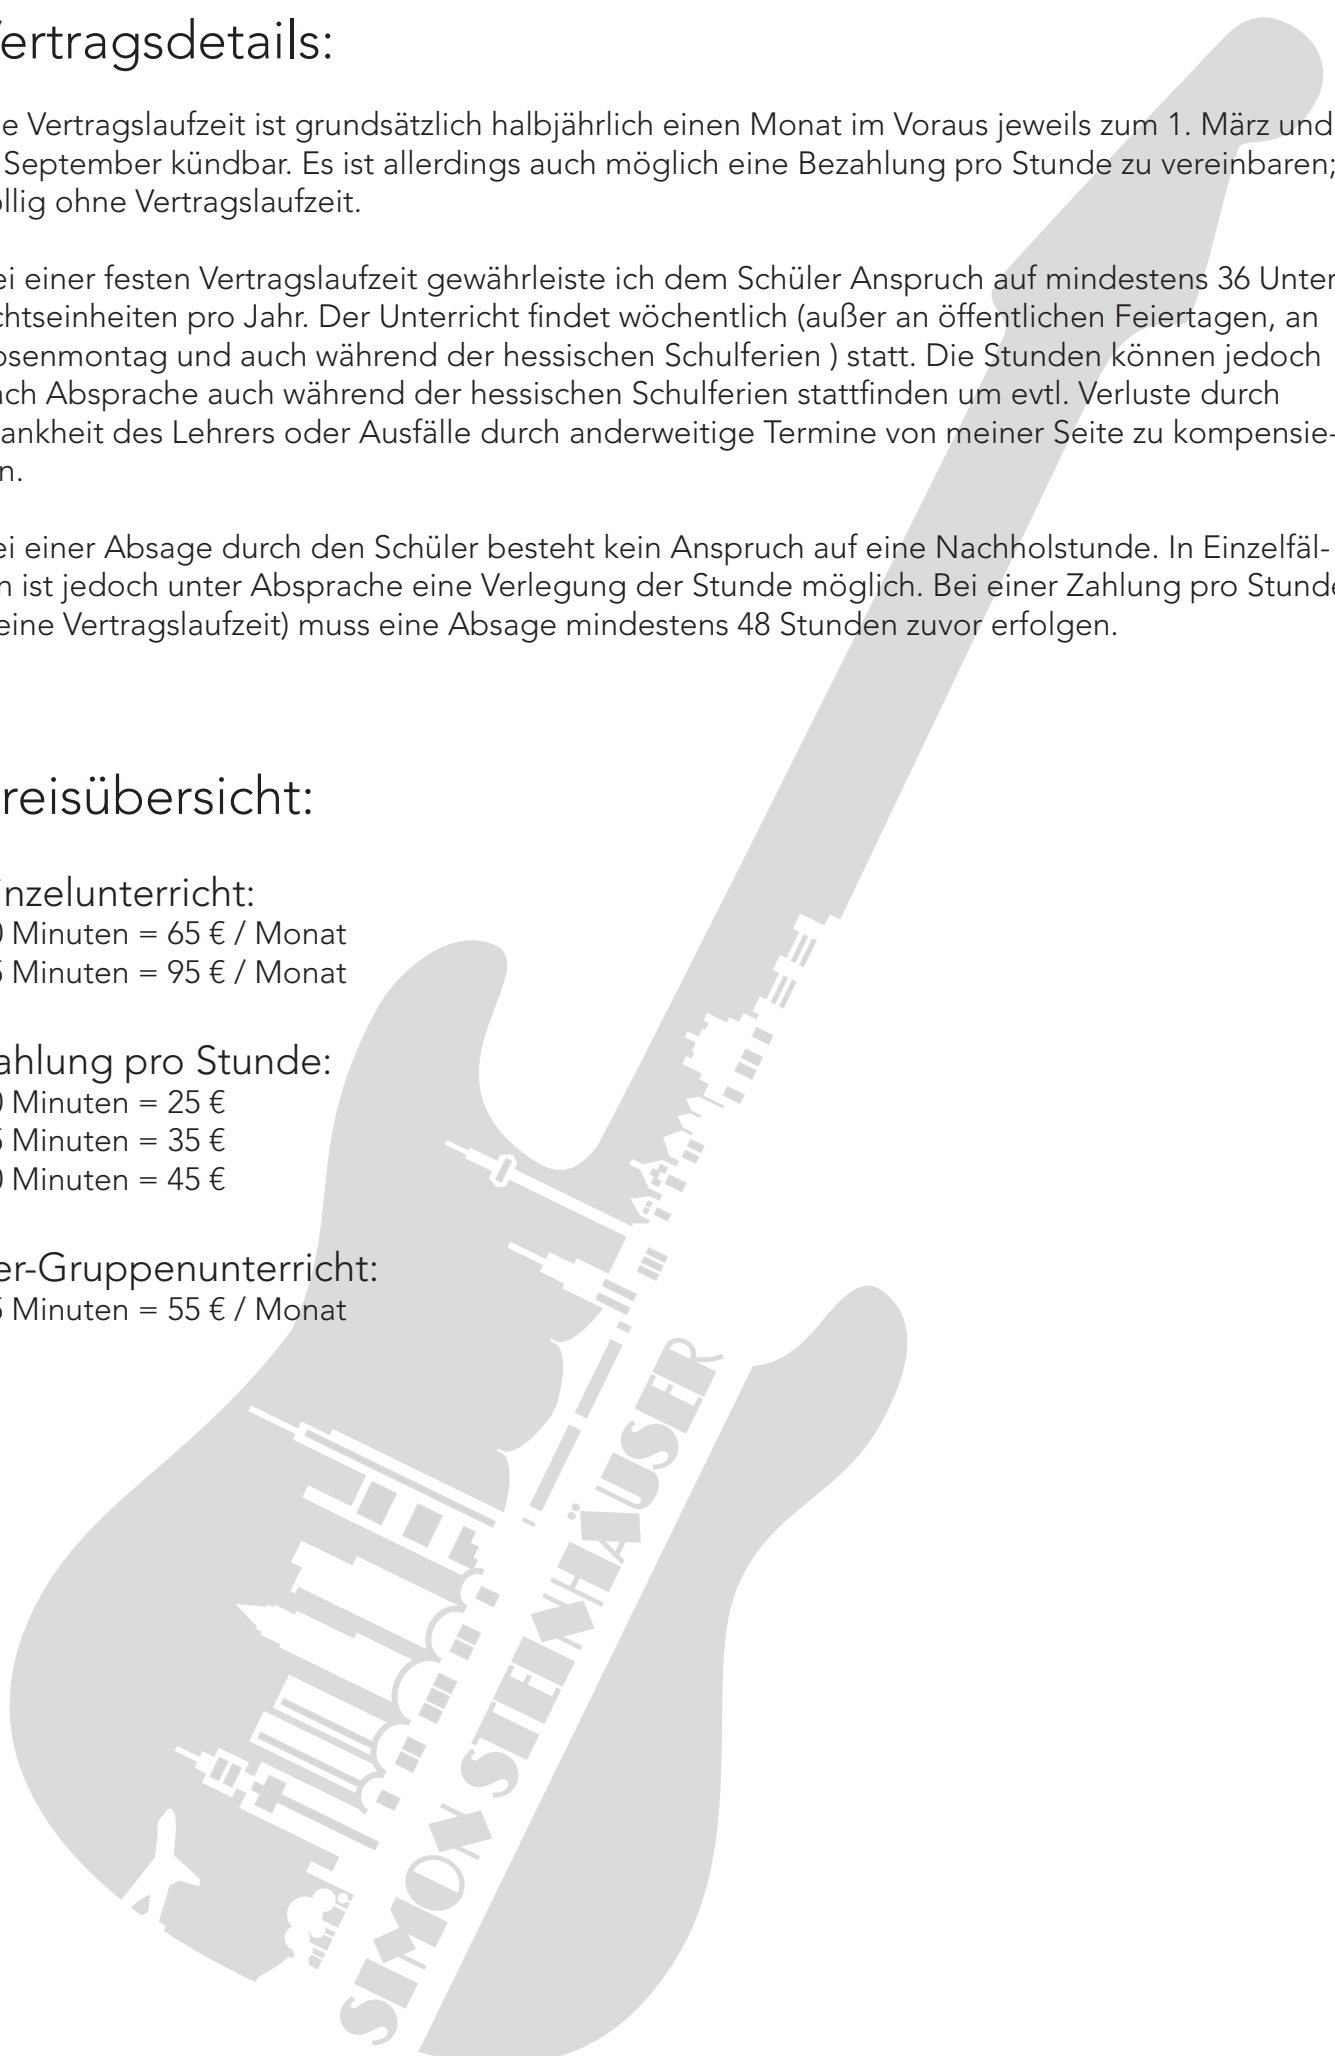 Vertragsdetails:
e Vertragslaufzeit ist grundsätzlich halbjährlich einen Monat im Voraus jeweils zum 1. März und
September kündbar. Es ist allerdings auch möglich eine Bezahlung pro Stunde zu vereinbaren;
llig ohne Vertragslaufzeit.
ei einer festen Vertragslaufzeit gewährleiste ich dem Schüler Anspruch auf mindestens 36 Unter
chtseinheiten pro Jahr. Der Unterricht findet wöchentlich (außer an öffentlichen Feiertagen, an
osenmontag und auch während der hessischen Schulferien ) statt. Die Stunden können jedoch
ach Absprache auch während der hessischen Schulferien stattfinden um evtl. Verluste durch
ankheit des Lehrers oder Ausfälle durch anderweitige Termine von meiner Seite zu kompensie-
n.
ei einer Absage durch den Schüler besteht kein Anspruch auf eine Nachholstunde. In Einzelfäl-
n ist jedoch unter Absprache eine Verlegung der Stunde möglich. Bei einer Zahlung pro Stunde
eine Vertragslaufzeit) muss eine Absage mindestens 48 Stunden zuvor erfolgen.
reisübersicht:
inzelunterricht:
0 Minuten = 65 € / Monat
5 Minuten = 95 € / Monat
ahlung pro Stunde:
0 Minuten = 25 €
5 Minuten = 35 €
0 Minuten = 45 €
er-Gruppenunterricht:
5 Minuten = 55 € / Monat
SIMON STEINHÄUSER